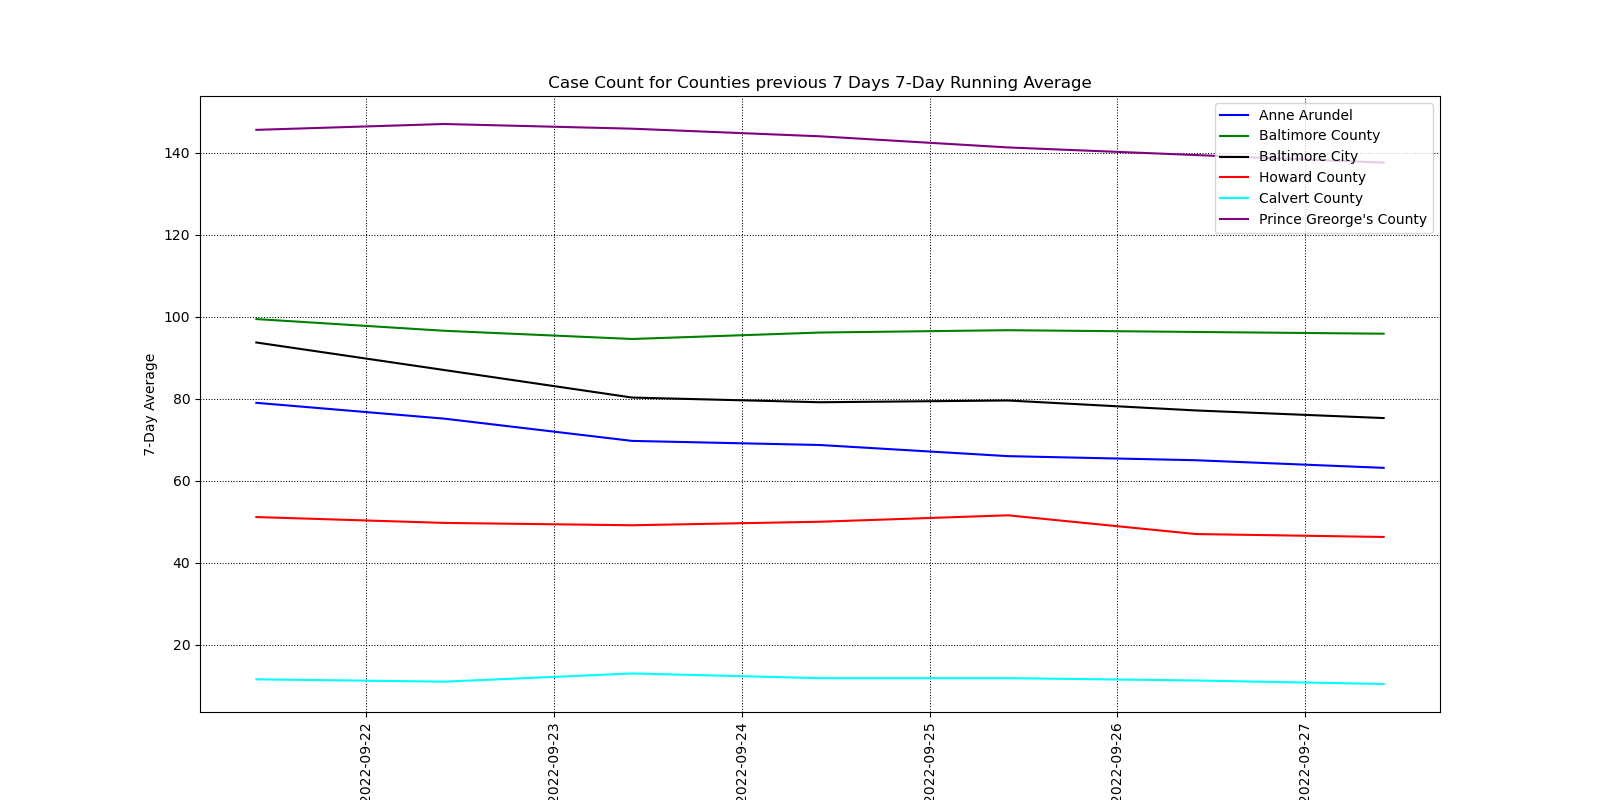 Case Count for Counties previous 7 Days 7-Day Running Average
Anne Arundel
Baltimore County
Baltimore City
Howard County
Calvert County
Prince Greorge's County
7-Day Average
140
120
100
80
60
40
20
2022-09-22
2022-09-23
2022-09-24
2022-09-25
2022-09-26
2022-09-27